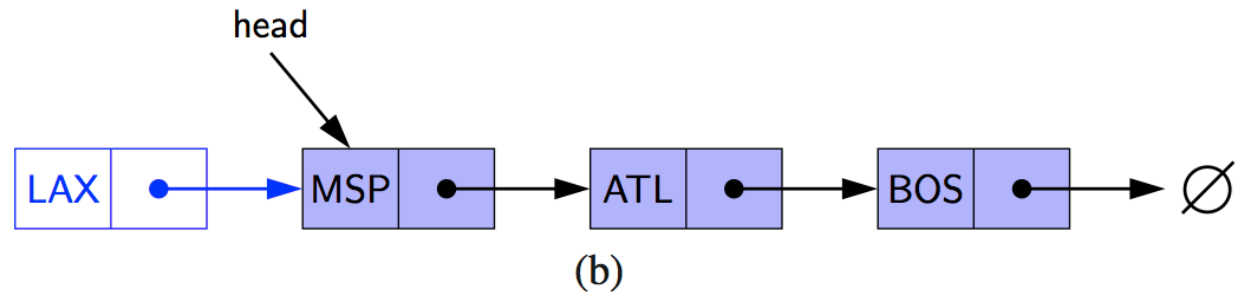 head
LAX MSP ATL BOS ∅
(b)